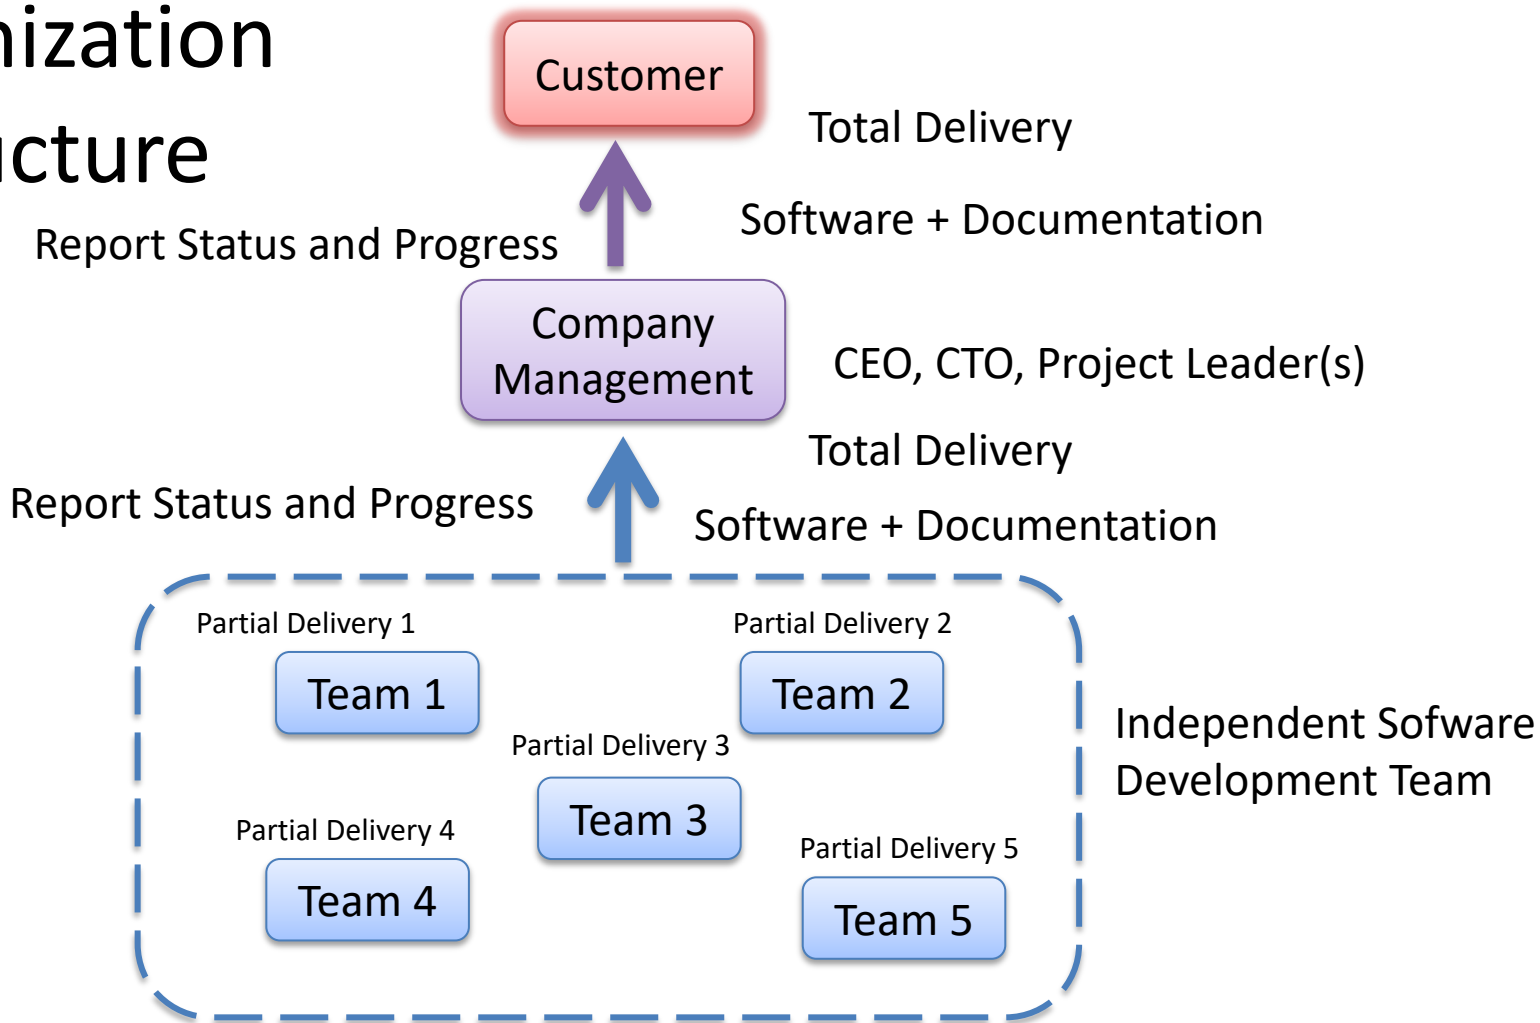 nization
ucture
Customer
Total Delivery
Software + Documentation
Report Status and Progress
Company
Management
CEO, CTO, Project Leader(s)
Total Delivery
Report Status and Progress
Software + Documentation
Partial Delivery 1
Partial Delivery 2
Team 1
Team 2
Partial Delivery 3
Team 3
Independent Sofware
Development Team
Partial Delivery 4
Partial Delivery 5
Team 4
Team 5